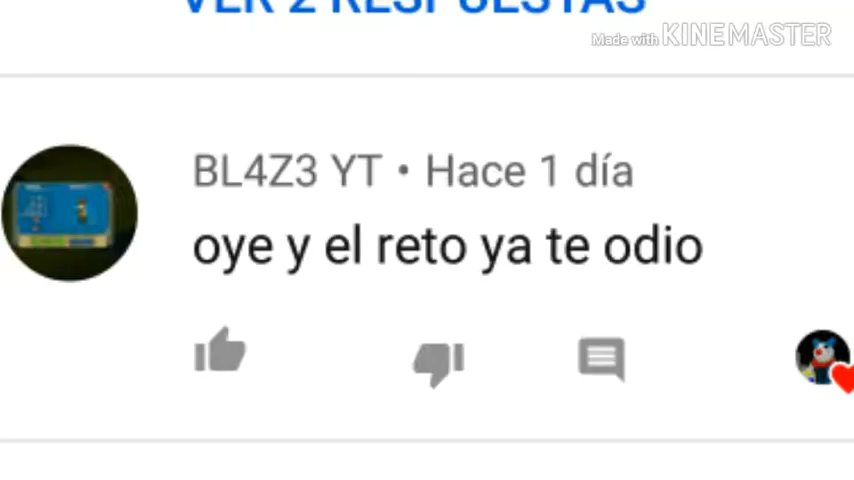 VER 2 RESPUESTAS
Made with KINEMASTER
BL4Z3 YT • Hace 1 día
oye y el reto ya te odio